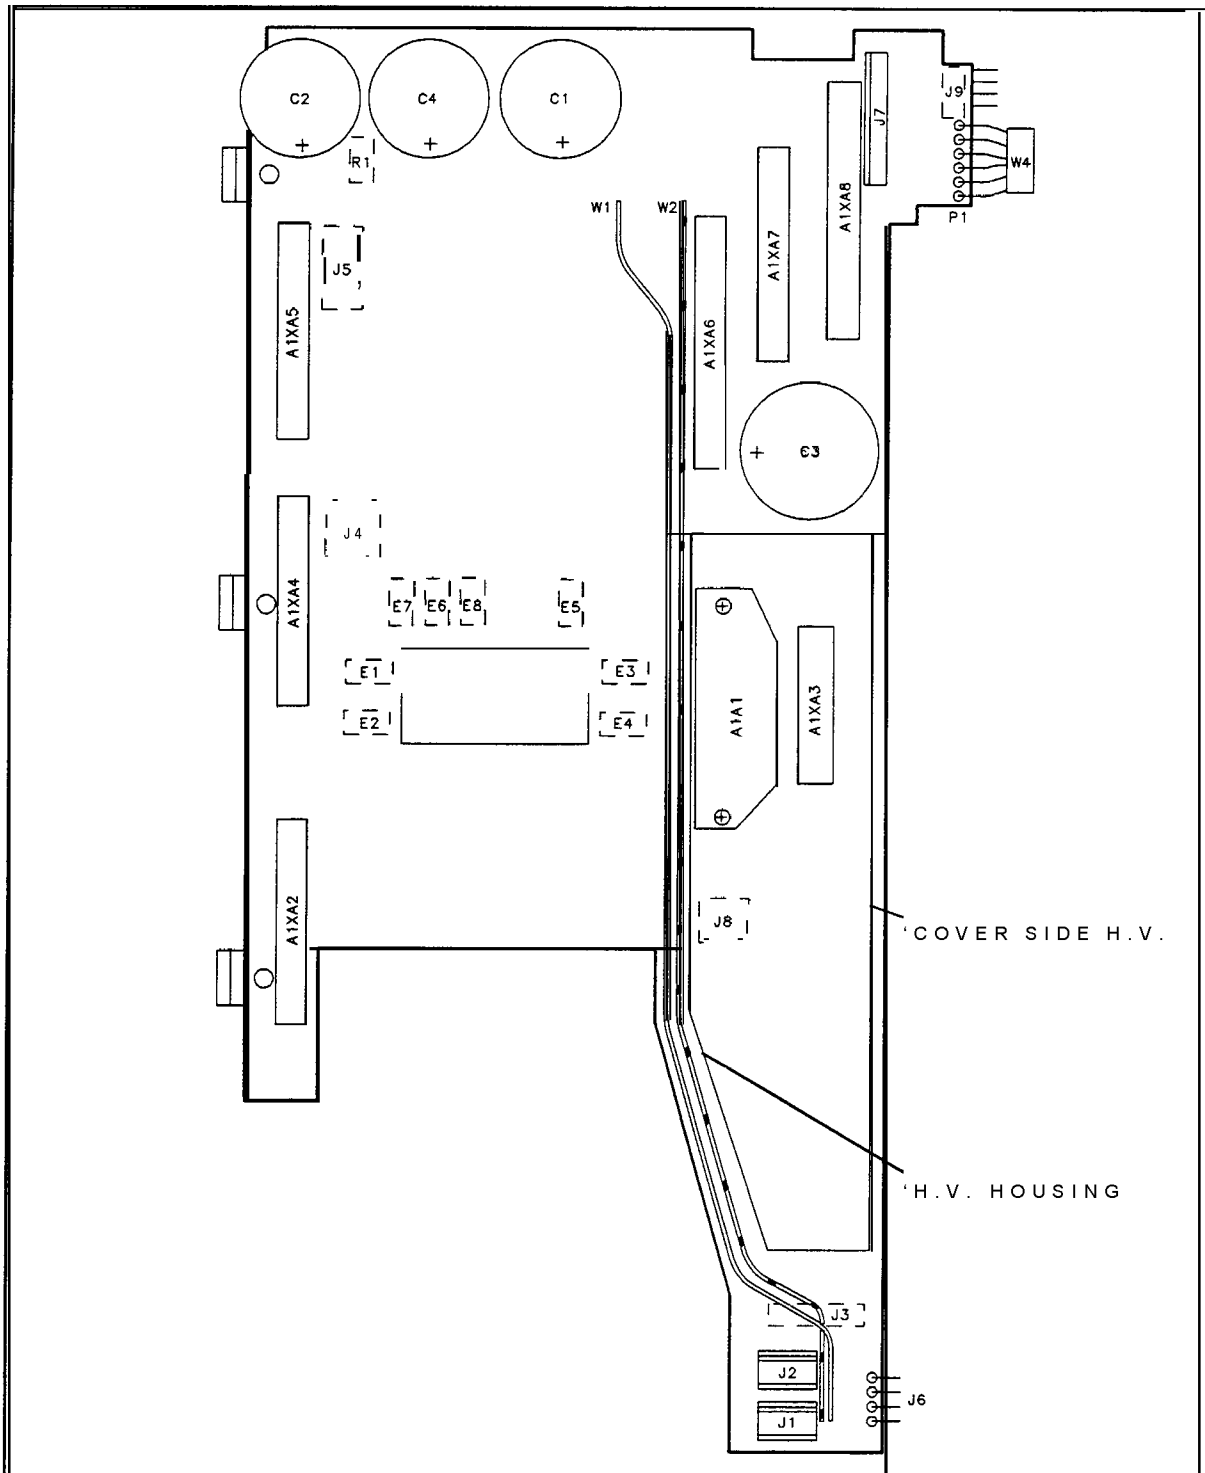 C2
C4
C1
J7
J9
R1
W4
P1
W1
W2
A1XA8
A1XA7
J5
A1XA5
A1XA6
C3
J4
A1XA4
E7
E6
E8
E5
E1
E3
E2
E4
A1A1
A1XA3
A1XA2
J8
'COVER SIDE H.V.
'H.V. HOUSING
J3
J2
J6
J1